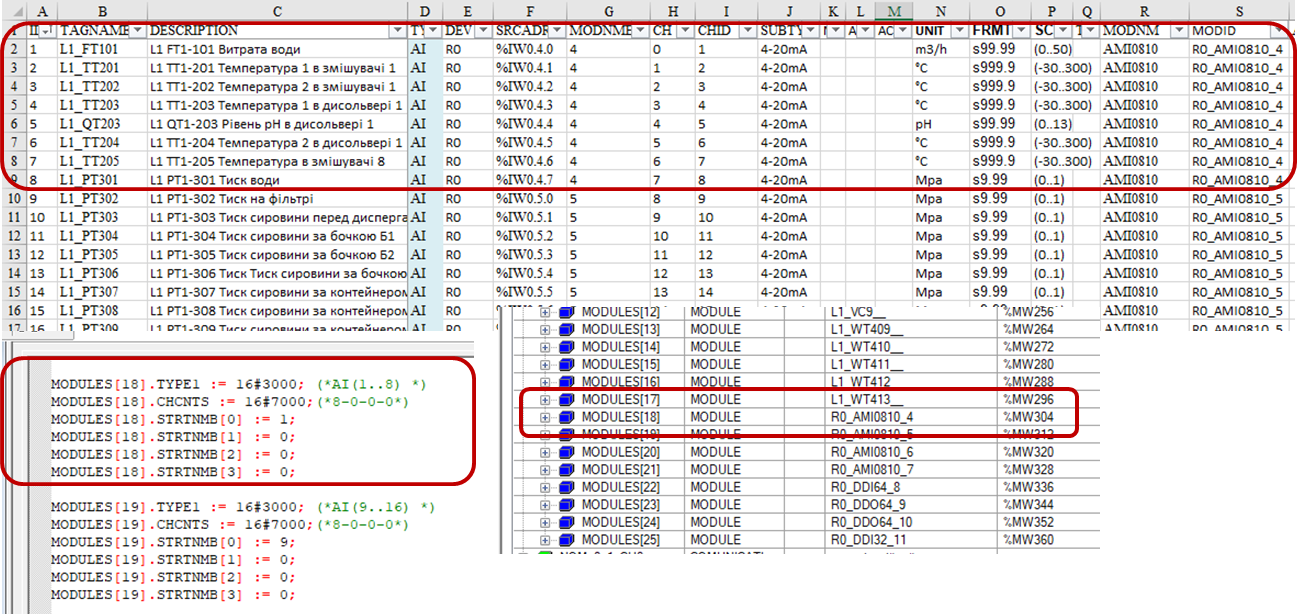 A B C D E F G H I J K L M N O P Q R S
TAGNAME DESCRIPTION DEV SRCADR MODNME CH CHID SUBTY AC UNIT FRMT SC MODNM MODID
2 1 L1_FT101 L1 FT1-101 Витрата води AI R0 %IW0.4.0 4 0 1 4-20mA m3/h s99.99 (0..50) AMI0810 R0_AMI0810_4
3 2 L1_TT201 L1 TT1-201 Температура 1 в змішувачі 1 AI R0 %IW0.4.1 4 1 2 4-20mA °C s999.9 (-30..300) AMI0810 R0_AMI0810_4
4 3 L1_TT202 L1 TT1-202 Температура 2 в змішувачі 1 AI R0 %IW0.4.2 4 2 3 4-20mA °C s999.9 (-30..300) AMI0810 R0_AMI0810_4
5 4 L1_TT203 L1 TT1-203 Температура 1 в дисольвері 1 AI R0 %IW0.4.3 4 3 4 4-20mA °C s999.9 (-30..300) AMI0810 R0_AMI0810_4
6 5 L1_QT203 L1 QT1-203 Рівень pH в дисольвері 1 AI R0 %IW0.4.4 4 4 5 4-20mA pH s99.99 (0..13) AMI0810 R0_AMI0810_4
7 6 L1_TT204 L1 TT1-204 Температура 2 в дисольвері 1 AI R0 %IW0.4.5 4 5 6 4-20mA °C s999.9 (-30..300) AMI0810 R0_AMI0810_4
8 7 L1_TT205 L1 TT1-205 Температура в змішувачі 8 AI R0 %IW0.4.6 4 6 7 4-20mA °C s999.9 (-30..300) AMI0810 R0_AMI0810_4
9 8 L1_PT301 L1 PT1-301 Тиск води AI R0 %IW0.4.7 4 7 8 4-20mA Mpa s9.99 (0..1) AMI0810 R0_AMI0810_4
10 9 L1_PT302 L1 PT1-302 Тиск на фільтрі AI R0 %IW0.5.0 5 8 9 4-20mA Mpa s9.99 (0..1) AMI0810 R0_AMI0810_5
11 10 L1_PT303 L1 PT1-303 Тиск сировини перед дисперга AI R0 %IW0.5.1 5 9 10 4-20mA Mpa s9.99 (0..1) AMI0810 R0_AMI0810_5
12 11 L1_PT304 L1 PT1-304 Тиск сировини за бочкою Б1 AI R0 %IW0.5.2 5 10 11 4-20mA Mpa s9.99 (0..1) AMI0810 R0_AMI0810_5
13 12 L1_PT305 L1 PT1-305 Тиск сировини за бочкою Б2 AI R0 %IW0.5.3 5 11 12 4-20mA Mpa s9.99 (0..1) AMI0810 R0_AMI0810_5
14 13 L1_PT306 L1 PT1-306 Тиск Тиск сировини за бочкою AI R0 %IW0.5.4 5 12 13 4-20mA Mpa s9.99 (0..1) AMI0810 R0_AMI0810_5
15 14 L1_PT307 L1 PT1-307 Тиск сировини за контейнером AI R0 %IW0.5.5 5 13 14 4-20mA Mpa s9.99 (0..1) AMI0810 R0_AMI0810_5
16 15 L1_PT308 L1 PT1-308 Тиск сировини за контейнером AI R0
17 16 L1_PT309 L1 PT1-309 Тиск сировини за контейнером AI R0
MODULES[12] MODULE L1_VC9__ %MW256
MODULES[13] MODULE L1_WT409__ %MW264
MODULES[14] MODULE L1_WT410__ %MW272
MODULES[15] MODULE L1_WT411__ %MW280
MODULES[16] MODULE L1_WT412 %MW288
MODULES[17] MODULE L1_WT413__ %MW296
MODULES[18] MODULE R0_AMI0810_4 %MW304
MODULES[19] MODULE R0_AMI0810_5 %MW312
MODULES[20] MODULE R0_AMI0810_6 %MW320
MODULES[21] MODULE R0_AMI0810_7 %MW328
MODULES[22] MODULE R0_DDI64_8 %MW336
MODULES[23] MODULE R0_DDO64_9 %MW344
MODULES[24] MODULE R0_DDO64_10 %MW352
MODULES[25] MODULE R0_DDI32_11 %MW360
MODULES[18].TYPE1 := 16#3000; (*AI(1..8) *)
MODULES[18].CHCNTS := 16#7000;(*8-0-0-0*)
MODULES[18].STRTNMB[0] := 1;
MODULES[18].STRTNMB[1] := 0;
MODULES[18].STRTNMB[2] := 0;
MODULES[18].STRTNMB[3] := 0;
MODULES[19].TYPE1 := 16#3000; (*AI(9..16) *)
MODULES[19].CHCNTS := 16#7000;(*8-0-0-0*)
MODULES[19].STRTNMB[0] := 9;
MODULES[19].STRTNMB[1] := 0;
MODULES[19].STRTNMB[2] := 0;
MODULES[19].STRTNMB[3] := 0;